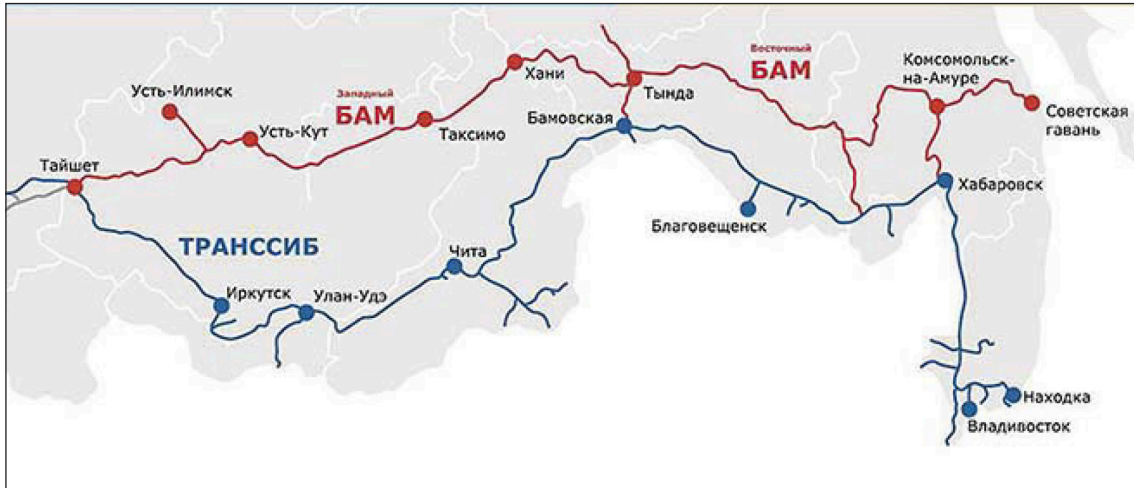 Усть-Илимск
Западный
БАМ
Усть-Кут
Таксимо
Хани
Восточный
БАМ
Тында
Бамовская
Комсомольск-
на-Амуре
Советская
гавань
Тайшет
Хабаровск
Благовещенск
ТРАНССИБ
Чита
Иркутск
Улан-Удэ
Находка
Владивосток